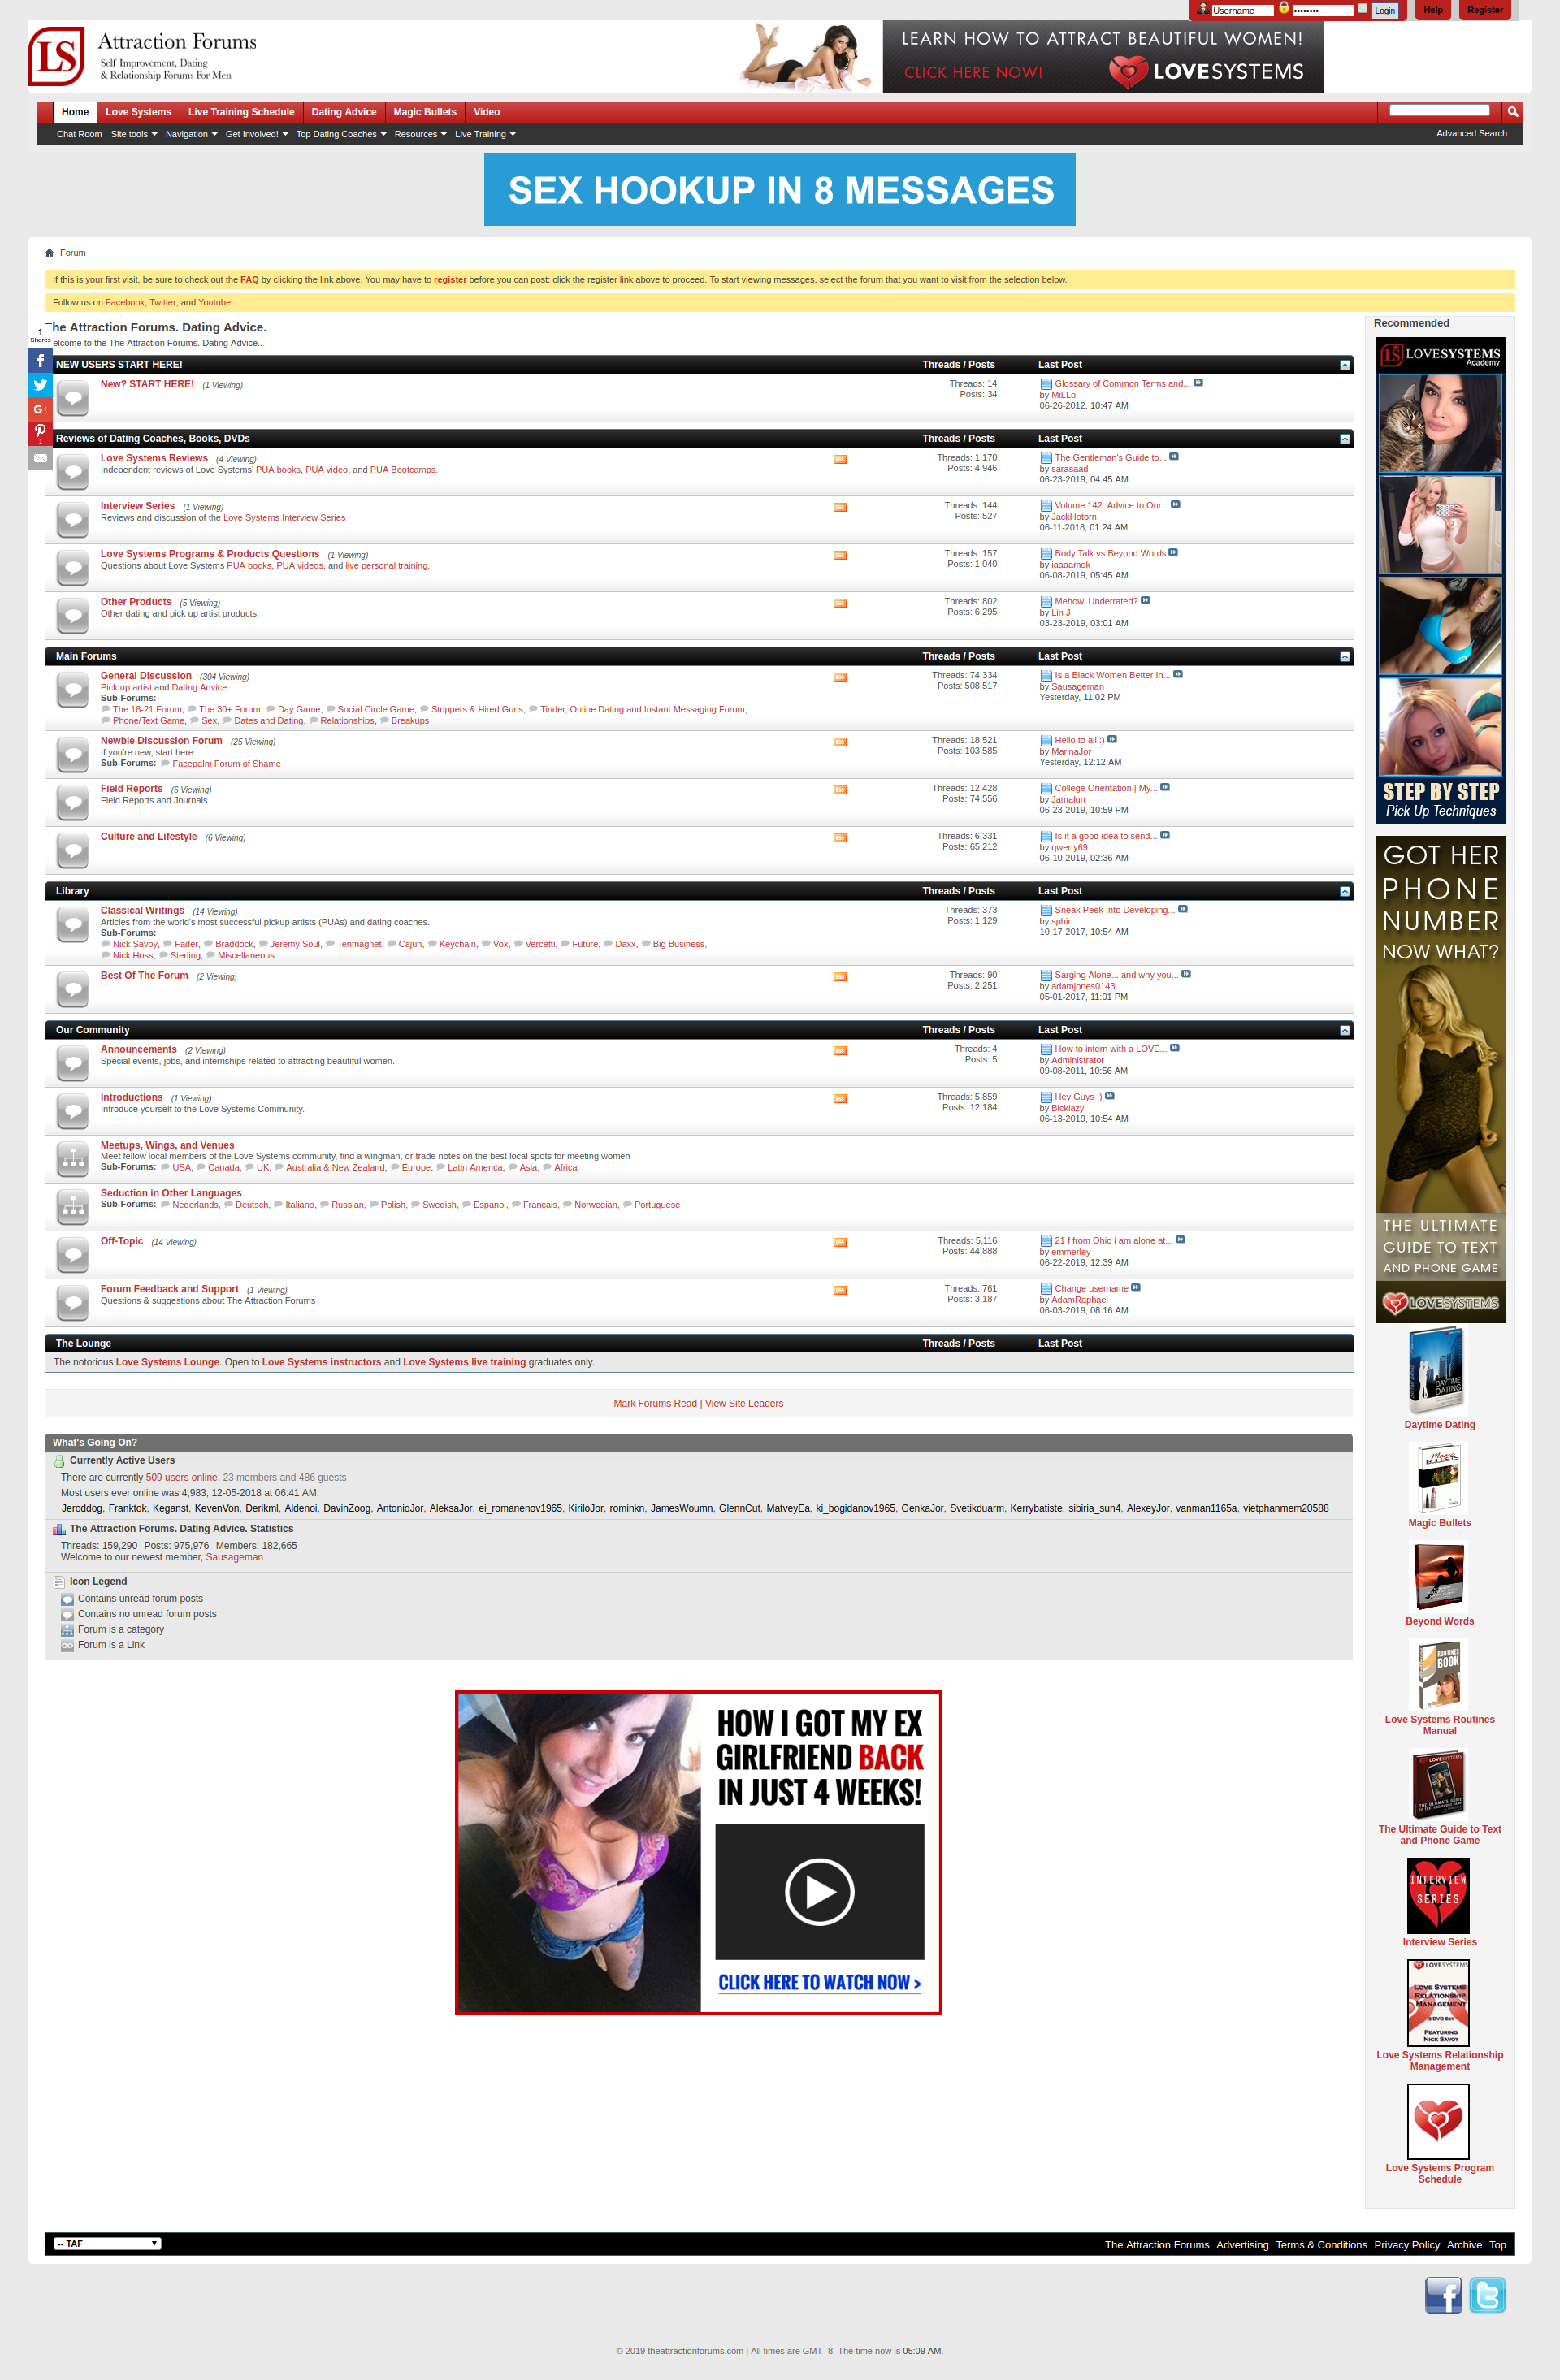 Username
Login
Help
Register
LS
Attraction Forums
Self Improvement, Dating
& Relationship Forums For Men
LEARN HOW TO ATTRACT BEAUTIFUL WOMEN!
CLICK HERE NOW! LOVESYSTEMS
Home Love Systems Live Training Schedule Dating Advice Magic Bullets Video
Chat Room Site tools Navigation Get Involved! Top Dating Coaches Resources Live Training Advanced Search
SEX HOOKUP IN 8 MESSAGES
Forum
If this is your first visit, be sure to check out the FAQ by clicking the link above. You may have to register before you can post: click the register link above to proceed. To start viewing messages, select the forum that you want to visit from the selection below.
Follow us on Facebook, Twitter, and Youtube.
1
Shares
1
he Attraction Forums. Dating Advice.
elcome to the The Attraction Forums. Dating Advice..
NEW USERS START HERE! Threads / Posts Last Post
New? START HERE! (1 Viewing)
Threads: 14
Posts: 34
Glossary of Common Terms and...
by MiLLo
06-26-2012, 10:47 AM
Reviews of Dating Coaches, Books, DVDs Threads / Posts Last Post
Love Systems Reviews (4 Viewing)
Independent reviews of Love Systems' PUA books, PUA video, and PUA Bootcamps.
Threads: 1,170
Posts: 4,946
The Gentleman's Guide to...
by sarasaad
06-23-2019, 04:45 AM
Interview Series (1 Viewing)
Reviews and discussion of the Love Systems Interview Series
Threads: 144
Posts: 527
Volume 142: Advice to Our...
by JackHotorn
06-11-2018, 01:24 AM
Love Systems Programs & Products Questions (1 Viewing)
Questions about Love Systems PUA books, PUA videos, and live personal training.
Threads: 157
Posts: 1,040
Body Talk vs Beyond Words
by iaaaamok
06-08-2019, 05:45 AM
Other Products (5 Viewing)
Other dating and pick up artist products
Threads: 802
Posts: 6,295
Mehow. Underrated?
by Lin J
03-23-2019, 03:01 AM
Main Forums Threads / Posts Last Post
General Discussion (304 Viewing)
Pick up artist and Dating Advice
Sub-Forums:
The 18-21 Forum, The 30+ Forum, Day Game, Social Circle Game, Strippers & Hired Guns, Tinder, Online Dating and Instant Messaging Forum,
Phone/Text Game, Sex, Dates and Dating, Relationships, Breakups
Threads: 74,334
Posts: 508,517
Is a Black Women Better In...
by Sausageman
Yesterday, 11:02 PM
Newbie Discussion Forum (25 Viewing)
If you're new, start here
Sub-Forums: Facepalm Forum of Shame
Threads: 18,521
Posts: 103,585
Hello to all :)
by MarinaJor
Yesterday, 12:12 AM
Field Reports (6 Viewing)
Field Reports and Journals
Threads: 12,428
Posts: 74,556
College Orientation | My...
by Jamalun
06-23-2019, 10:59 PM
Culture and Lifestyle (6 Viewing)
Threads: 6,331
Posts: 65,212
Is it a good idea to send...
by qwerty69
06-10-2019, 02:36 AM
Library Threads / Posts Last Post
Classical Writings (14 Viewing)
Articles from the world's most successful pickup artists (PUAs) and dating coaches.
Sub-Forums:
Nick Savoy, Fader, Braddock, Jeremy Soul, Tenmagnet, Cajun, Keychain, Vox, Vercetti, Future, Daxx, Big Business,
Nick Hoss, Sterling, Miscellaneous
Threads: 373
Posts: 1,129
Sneak Peek Into Developing...
by sphin
10-17-2017, 10:54 AM
Best Of The Forum (2 Viewing)
Threads: 90
Posts: 2,251
Sarging Alone....and why you...
by adamjones0143
05-01-2017, 11:01 PM
Our Community Threads / Posts Last Post
Announcements (2 Viewing)
Special events, jobs, and internships related to attracting beautiful women.
Threads: 4
Posts: 5
How to intern with a LOVE...
by Administrator
09-08-2011, 10:56 AM
Introductions (1 Viewing)
Introduce yourself to the Love Systems Community.
Threads: 5,859
Posts: 12,184
Hey Guys :)
by Bickiazy
06-13-2019, 10:54 AM
Meetups, Wings, and Venues
Meet fellow local members of the Love Systems community, find a wingman, or trade notes on the best local spots for meeting women
Sub-Forums: USA, Canada, UK, Australia & New Zealand, Europe, Latin America, Asia, Africa
Seduction in Other Languages
Sub-Forums: Nederlands, Deutsch, Italiano, Russian, Polish, Swedish, Espanol, Francais, Norwegian, Portuguese
Off-Topic (14 Viewing)
Threads: 5,116
Posts: 44,888
21 f from Ohio i am alone at...
by emmerley
06-22-2019, 12:39 AM
Forum Feedback and Support (1 Viewing)
Questions & suggestions about The Attraction Forums
Threads: 761
Posts: 3,187
Change username
by AdamRaphael
06-03-2019, 08:16 AM
The Lounge Threads / Posts Last Post
The notorious Love Systems Lounge. Open to Love Systems instructors and Love Systems live training graduates only.
Mark Forums Read | View Site Leaders
What's Going On?
Currently Active Users
There are currently 509 users online. 23 members and 486 guests
Most users ever online was 4,983, 12-05-2018 at 06:41 AM.
Jeroddog, Franktok, Keganst, KevenVon, Derikml, Aldenoi, DavinZoog, AntonioJor, AleksaJor, ei_romanenov1965, KiriloJor, rominkn, JamesWoumn, GlennCut, MatveyEa, ki_bogidanov1965, GenkaJor, Svetikduarm, Kerrybatiste, sibiria_sun4, AlexeyJor, vanman1165a, vietphanmem20588
The Attraction Forums. Dating Advice. Statistics
Threads: 159,290 Posts: 975,976 Members: 182,665
Welcome to our newest member, Sausageman
Icon Legend
Contains unread forum posts
Contains no unread forum posts
Forum is a category
Forum is a Link
HOW I GOT MY EX
GIRLFRIEND BACK
IN JUST 4 WEEKS!
CLICK HERE TO WATCH NOW >
Recommended
LS LOVESYSTEMS
Academy
STEP BY STEP
Pick Up Techniques
GOT HER
PHONE
NUMBER
NOW WHAT?
THE ULTIMATE
GUIDE TO TEXT
AND PHONE GAME
LOVESYSTEMS
DAYTIME
DATING
Daytime Dating
Magic
BULLETS
Magic Bullets
Beyond Words
ROUTINES
BOOK
Love Systems Routines
Manual
LOVESYSTEMS
The Ultimate Guide to Text
and Phone Game
INTERVIEW
SERIES
Interview Series
LOVESYSTEMS
LOVE SYSTEMS
RELATIONSHIP
MANAGEMENT
3 DVD SET
FEATURING
NICK SAVOY
Love Systems Relationship
Management
Love Systems Program
Schedule
-- TAF
The Attraction Forums Advertising Terms & Conditions Privacy Policy Archive Top
© 2019 theattractionforums.com | All times are GMT -8. The time now is 05:09 AM.